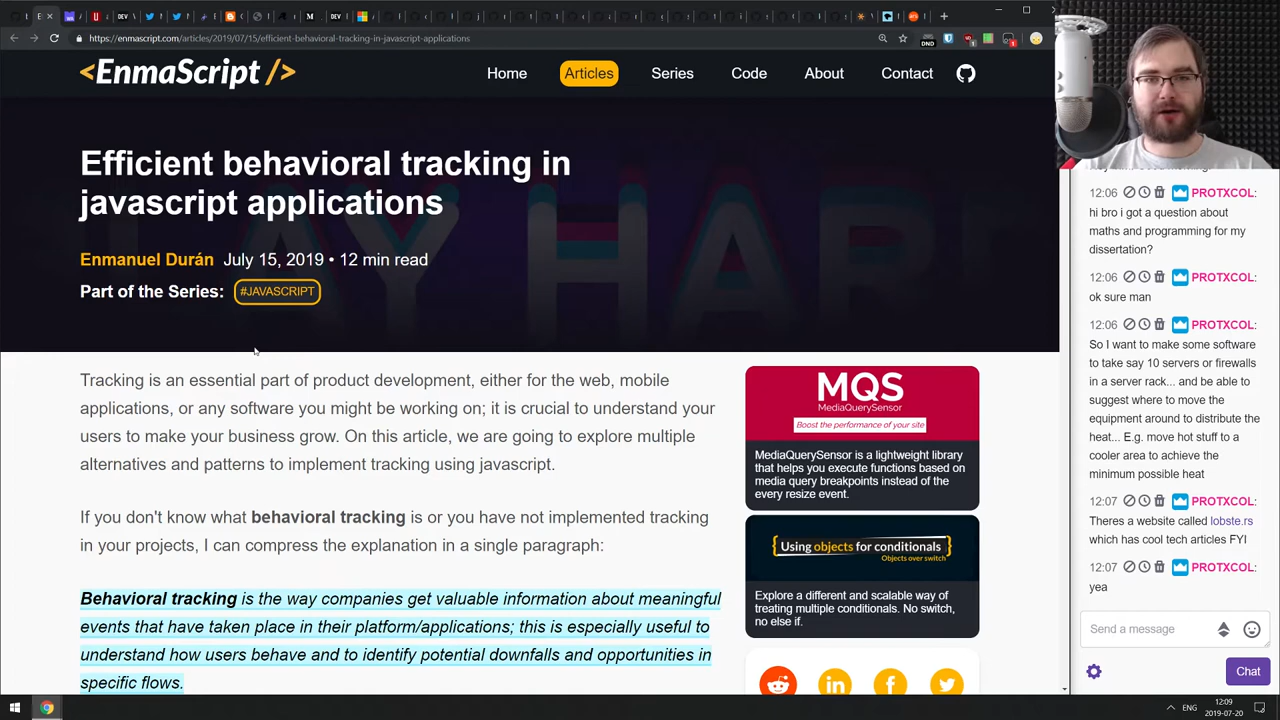 DEV
M
DEV
https://enmascript.com/articles/2019/07/15/efficient-behavioral-tracking-in-javascript-applications
DND
<EnmaScript />
Home
Articles
Series
Code
About
Contact
Efficient behavioral tracking in
javascript applications
Enmanuel Durán July 15, 2019 • 12 min read
Part of the Series: #JAVASCRIPT
Tracking is an essential part of product development, either for the web, mobile
applications, or any software you might be working on; it is crucial to understand your
users to make your business grow. On this article, we are going to explore multiple
alternatives and patterns to implement tracking using javascript.
If you don't know what behavioral tracking is or you have not implemented tracking
in your projects, I can compress the explanation in a single paragraph:
Behavioral tracking is the way companies get valuable information about meaningful
events that have taken place in their platform/applications; this is especially useful to
understand how users behave and to identify potential downfalls and opportunities in
specific flows.
MQS
MediaQuerySensor
Boost the performance of your site
MediaQuerySensor is a lightweight library
that helps you execute functions based on
media query breakpoints instead of the
every resize event.
{Using objects for conditionals}
Objects over switch
Explore a different and scalable way of
treating multiple conditionals. No switch,
no else if.
12:06 PROTXCOL:
hi bro i got a question about
maths and programming for my
dissertation?
12:06 PROTXCOL:
ok sure man
12:06 PROTXCOL:
So I want to make some software
to take say 10 servers or firewalls
in a server rack... and be able to
suggest where to move the
equipment around to distribute the
heat... E.g. move hot stuff to a
cooler area to achieve the
minimum possible heat
12:07 PROTXCOL:
Theres a website called lobste.rs
which has cool tech articles FYI
12:07 PROTXCOL:
yea
Send a message
Chat
ENG
12:09
2019-07-20